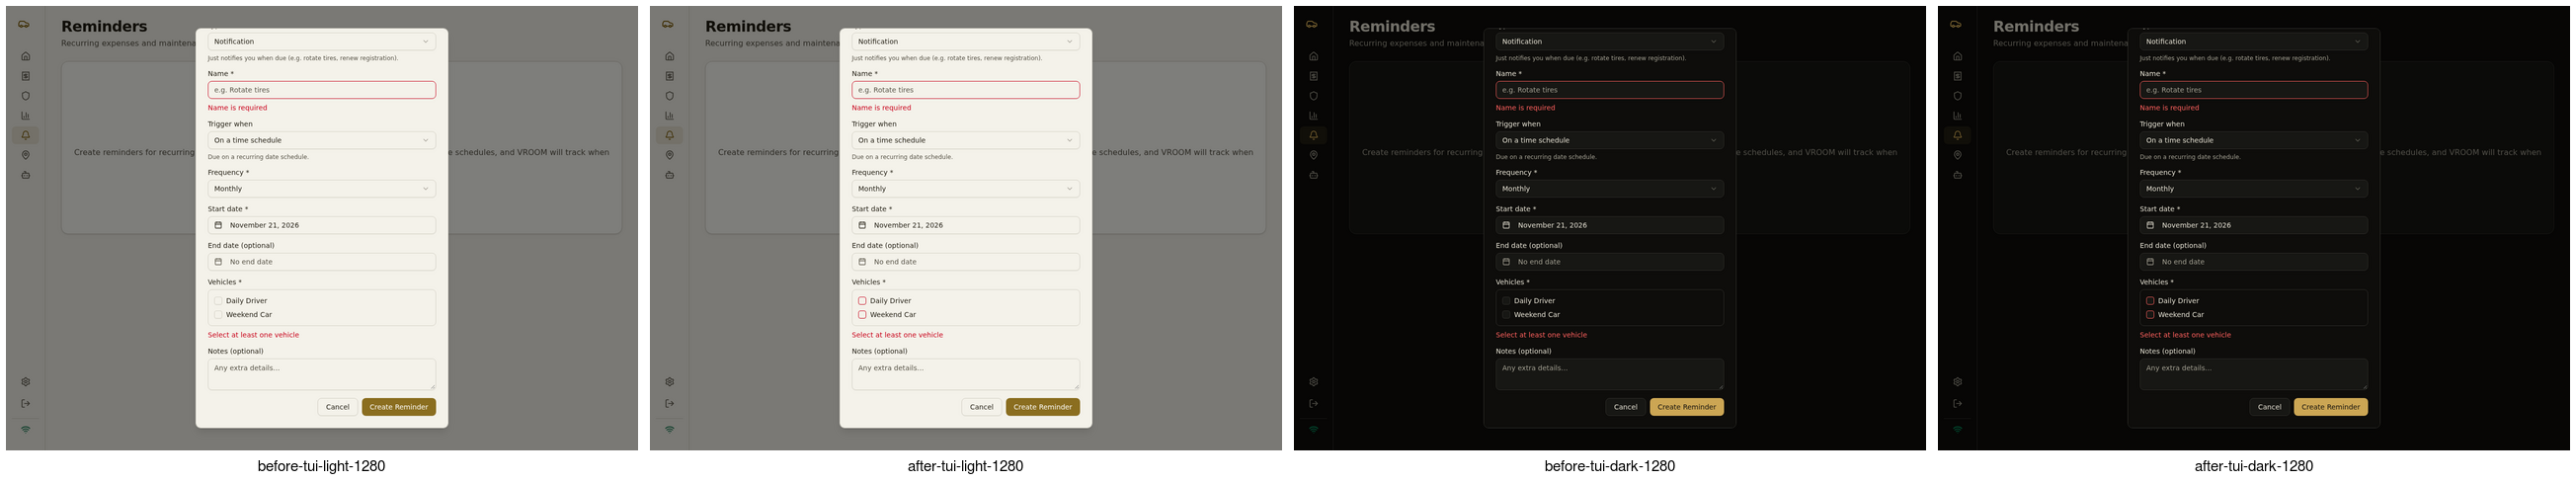 Reminders
Recurring expenses and maintena
Notification
Just notifies you when due (e.g. rotate tires, renew registration).
Name *
e.g. Rotate tires
Name is required
Trigger when
On a time schedule
Due on a recurring date schedule.
Create reminders for recurring
e schedules, and VROOM will track when
Frequency *
Monthly
Start date *
November 21, 2026
End date (optional)
No end date
Vehicles *
Daily Driver
Weekend Car
Select at least one vehicle
Notes (optional)
Any extra details...
Cancel
Create Reminder
before-tui-light-1280
Reminders
Recurring expenses and maintena
Notification
Just notifies you when due (e.g. rotate tires, renew registration).
Name *
e.g. Rotate tires
Name is required
Trigger when
On a time schedule
Due on a recurring date schedule.
Create reminders for recurring
e schedules, and VROOM will track when
Frequency *
Monthly
Start date *
November 21, 2026
End date (optional)
No end date
Vehicles *
Daily Driver
Weekend Car
Select at least one vehicle
Notes (optional)
Any extra details...
Cancel
Create Reminder
after-tui-light-1280
Reminders
Recurring expenses and maintena
Notification
Just notifies you when due (e.g. rotate tires, renew registration).
Name *
e.g. Rotate tires
Name is required
Trigger when
On a time schedule
Due on a recurring date schedule.
Create reminders for recurring
e schedules, and VROOM will track when
Frequency *
Monthly
Start date *
November 21, 2026
End date (optional)
No end date
Vehicles *
Daily Driver
Weekend Car
Select at least one vehicle
Notes (optional)
Any extra details...
Cancel
Create Reminder
before-tui-dark-1280
Reminders
Recurring expenses and maintena
Notification
Just notifies you when due (e.g. rotate tires, renew registration).
Name *
e.g. Rotate tires
Name is required
Trigger when
On a time schedule
Due on a recurring date schedule.
Create reminders for recurring
e schedules, and VROOM will track when
Frequency *
Monthly
Start date *
November 21, 2026
End date (optional)
No end date
Vehicles *
Daily Driver
Weekend Car
Select at least one vehicle
Notes (optional)
Any extra details...
Cancel
Create Reminder
after-tui-dark-1280